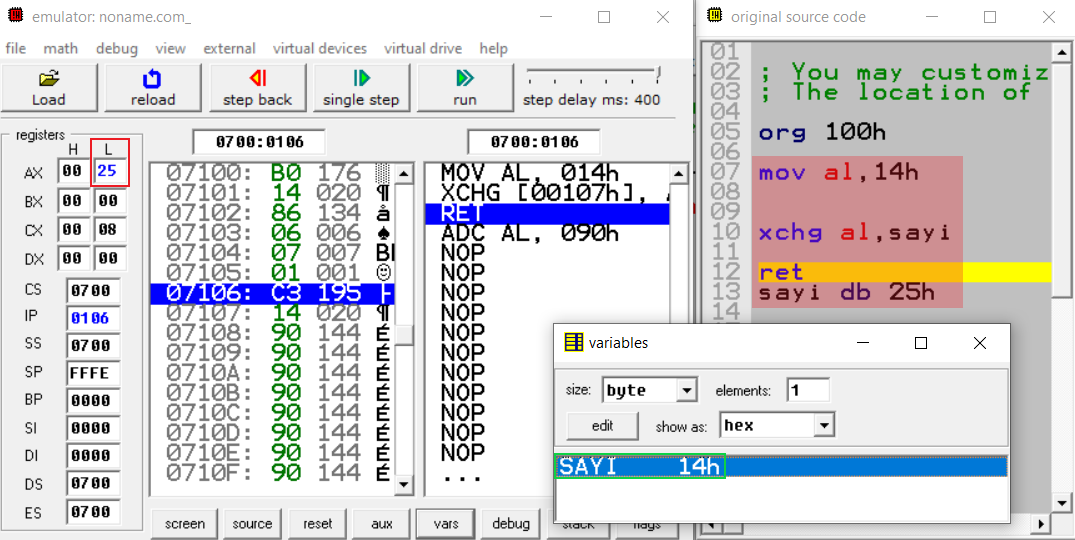 emulator: noname.com_
file math debug view external virtual devices virtual drive help
Load reload step back single step run step delay ms: 400
registers
H L
AX 00 25
BX 00 00
CX 00 08
DX 00 00
CS 0700
IP 0106
SS 0700
SP FFFE
BP 0000
SI 0000
DI 0000
DS 0700
ES 0700
0700:0106
07100: B0 176 ▒
07101: 14 020 ¶
07102: 86 134 å
07103: 06 006 ♠
07104: 07 007
07105: 01 001 ☺
07106: C3 195 ├
07107: 14 020 ¶
07108: 90 144 É
07109: 90 144 É
0710A: 90 144 É
0710B: 90 144 É
0710C: 90 144 É
0710D: 90 144 É
0710E: 90 144 É
0710F: 90 144 É
0700:0106
MOV AL, 014h
XCHG [00107h],
RET
ADC AL, 090h
NOP
NOP
NOP
NOP
NOP
NOP
NOP
NOP
NOP
NOP
NOP
...
screen source reset aux vars debug stack flags
original source code
01
02 ; You may customiz
03 ; The location of
04
05 org 100h
06
07 mov al,14h
08
09
10 xchg al,sayi
11
12 ret
13 sayi db 25h
14
variables
size: byte elements: 1
edit show as: hex
SAYI 14h